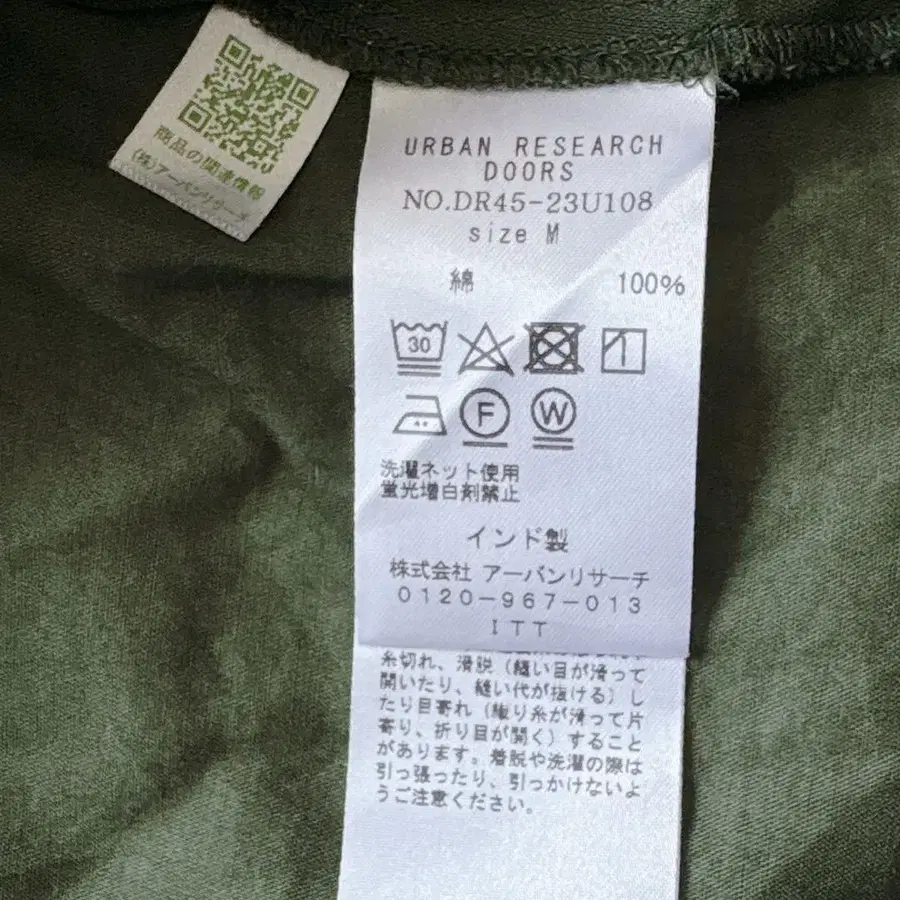 商品の関連情報
(株)アーバンリサーチ
URBAN RESEARCH
DOORS
NO.DR45-23U108
size M
綿 100%
30
F W
洗濯ネット使用
蛍光増白剤禁止
インド製
株式会社 アーバンリサーチ
0120-967-013
ITT
糸切れ、滑脱（縫い目が滑って
開いたり、縫い代が抜ける）し
たり目寄れ（織り糸が滑って片
寄り、折り目が開く）すること
があります。着脱や洗濯の際は
引っ張ったり、引っかけないよ
うご注意ください。